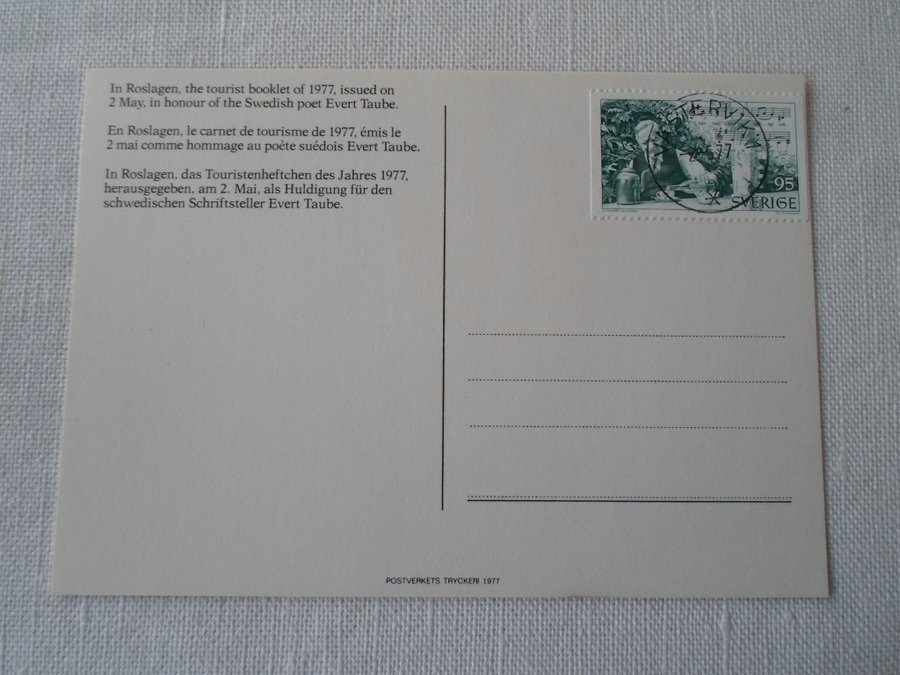 In Roslagen, the tourist booklet of 1977, issued on
2 May, in honour of the Swedish poet Evert Taube.
En Roslagen, le carnet de tourisme de 1977, émis le
2 mai comme hommage au poète suédois Evert Taube.
In Roslagen, das Touristenheftchen des Jahres 1977,
herausgegeben, am 2. Mai, als Huldigung für den
schwedischen Schriftsteller Evert Taube.
VÄSTERVIK 1
77
95
SVERIGE
POSTVERKETS TRYCKERI 1977